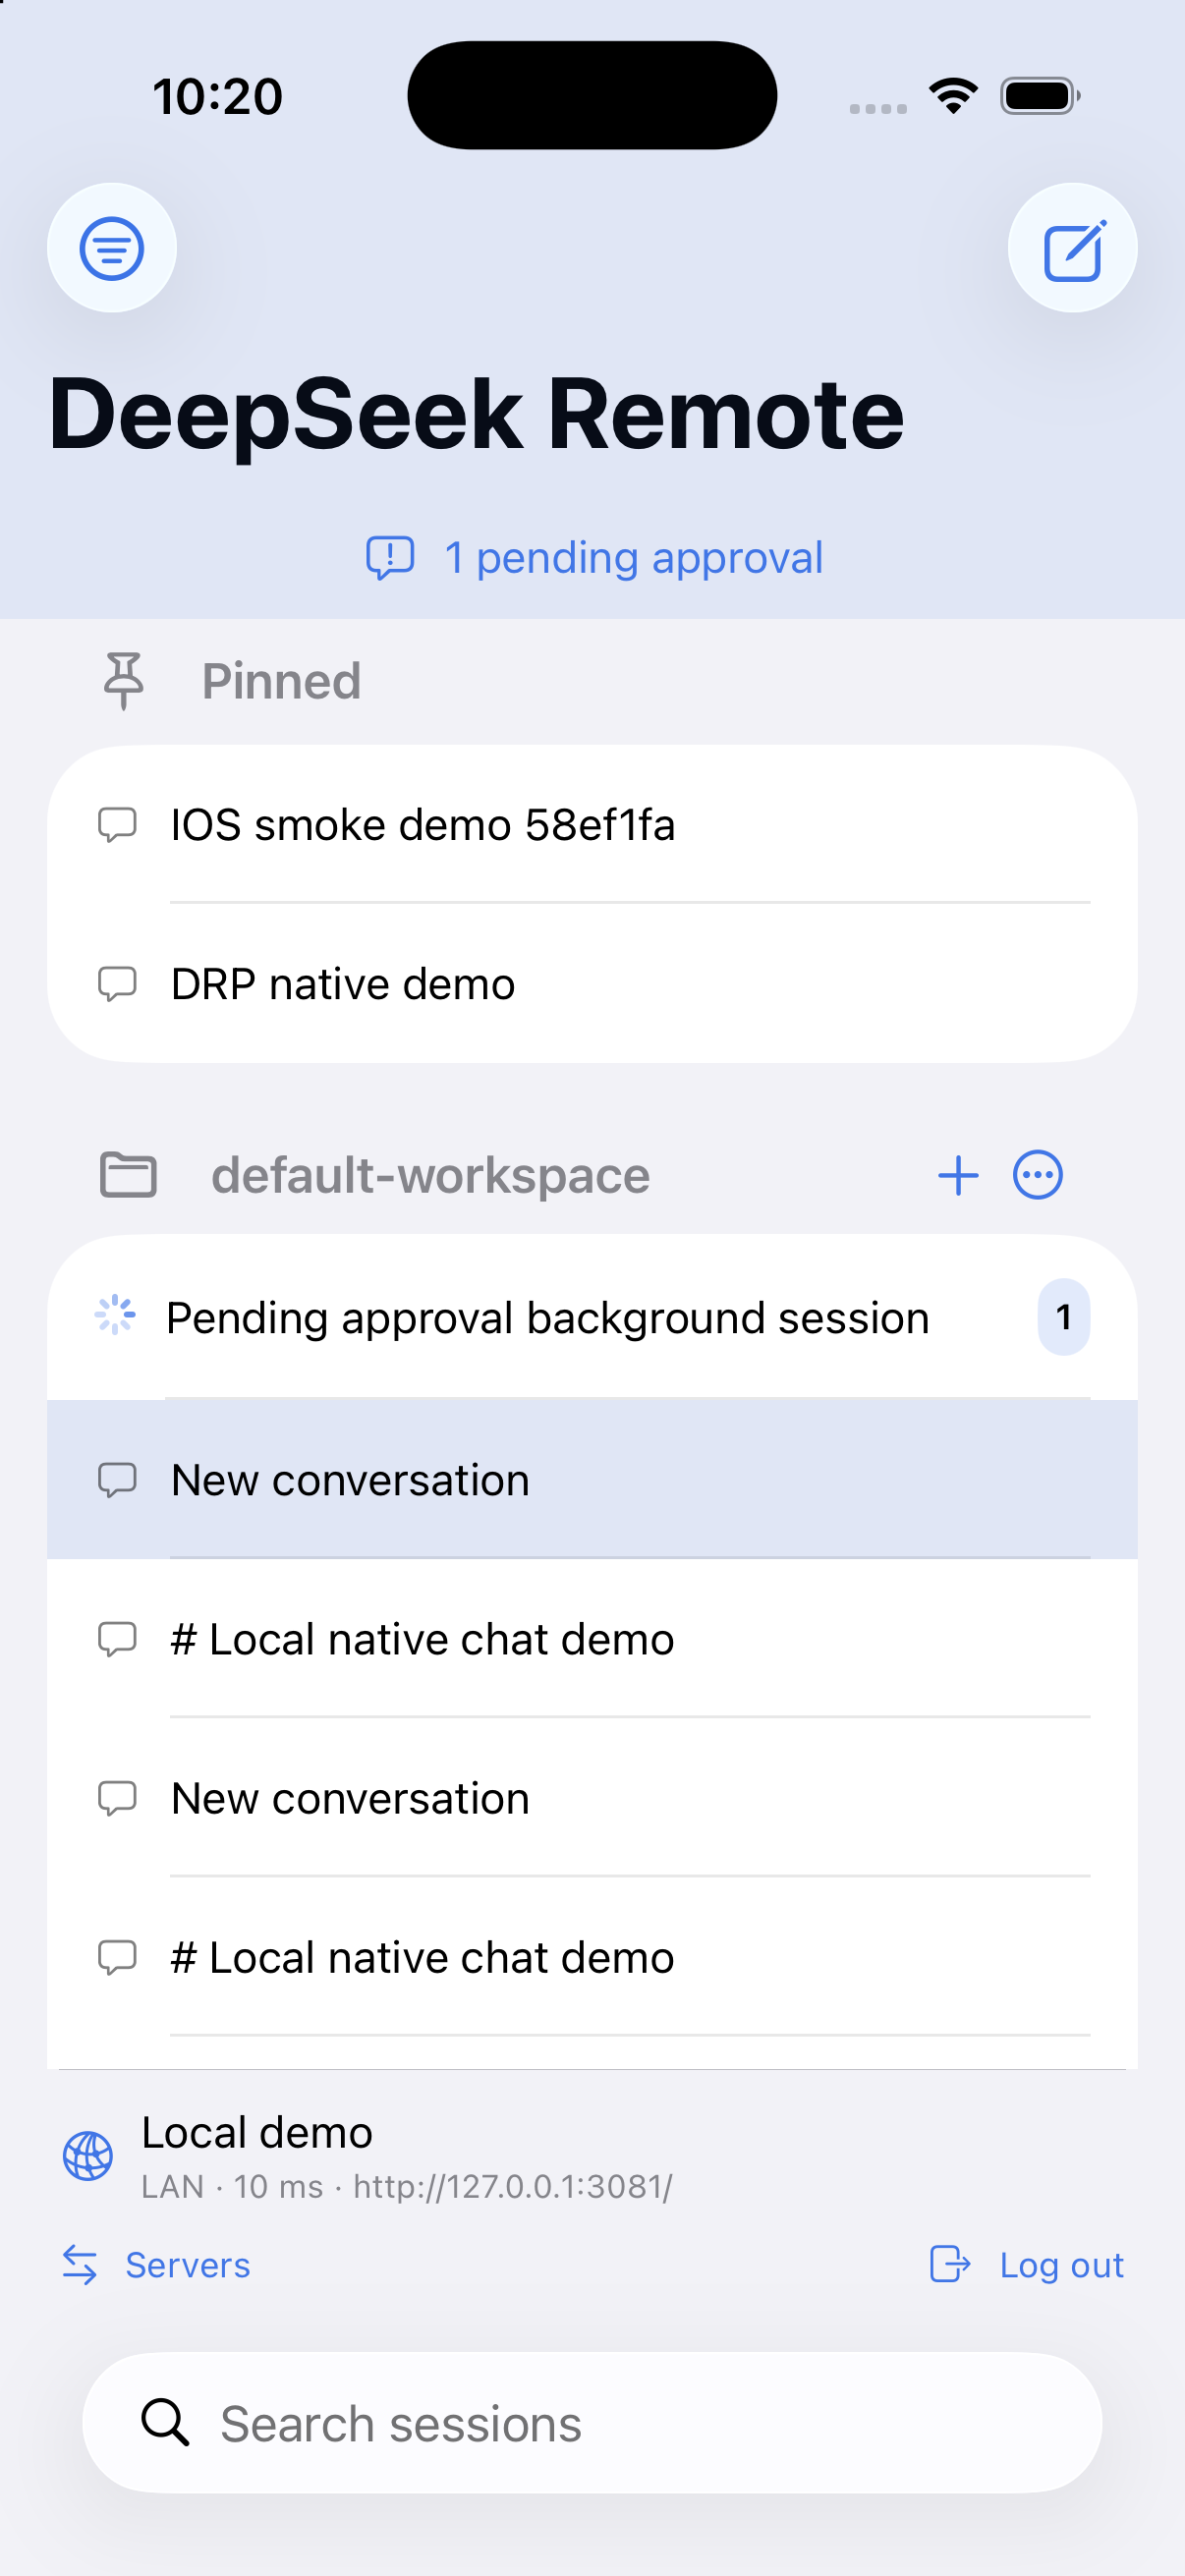 10:20
DeepSeek Remote
1 pending approval
Pinned
IOS smoke demo 58ef1fa
DRP native demo
default-workspace
Pending approval background session 1
New conversation
# Local native chat demo
New conversation
# Local native chat demo
Local demo
LAN · 10 ms · http://127.0.0.1:3081/
Servers Log out
Search sessions